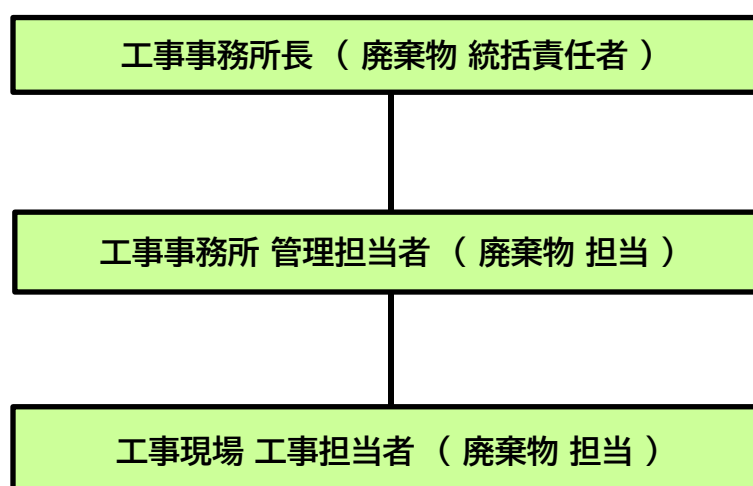 工事事務所長 （ 廃棄物 統括責任者 ）
工事事務所 管理担当者 （ 廃棄物 担当 ）
工事現場 工事担当者 （ 廃棄物 担当 ）